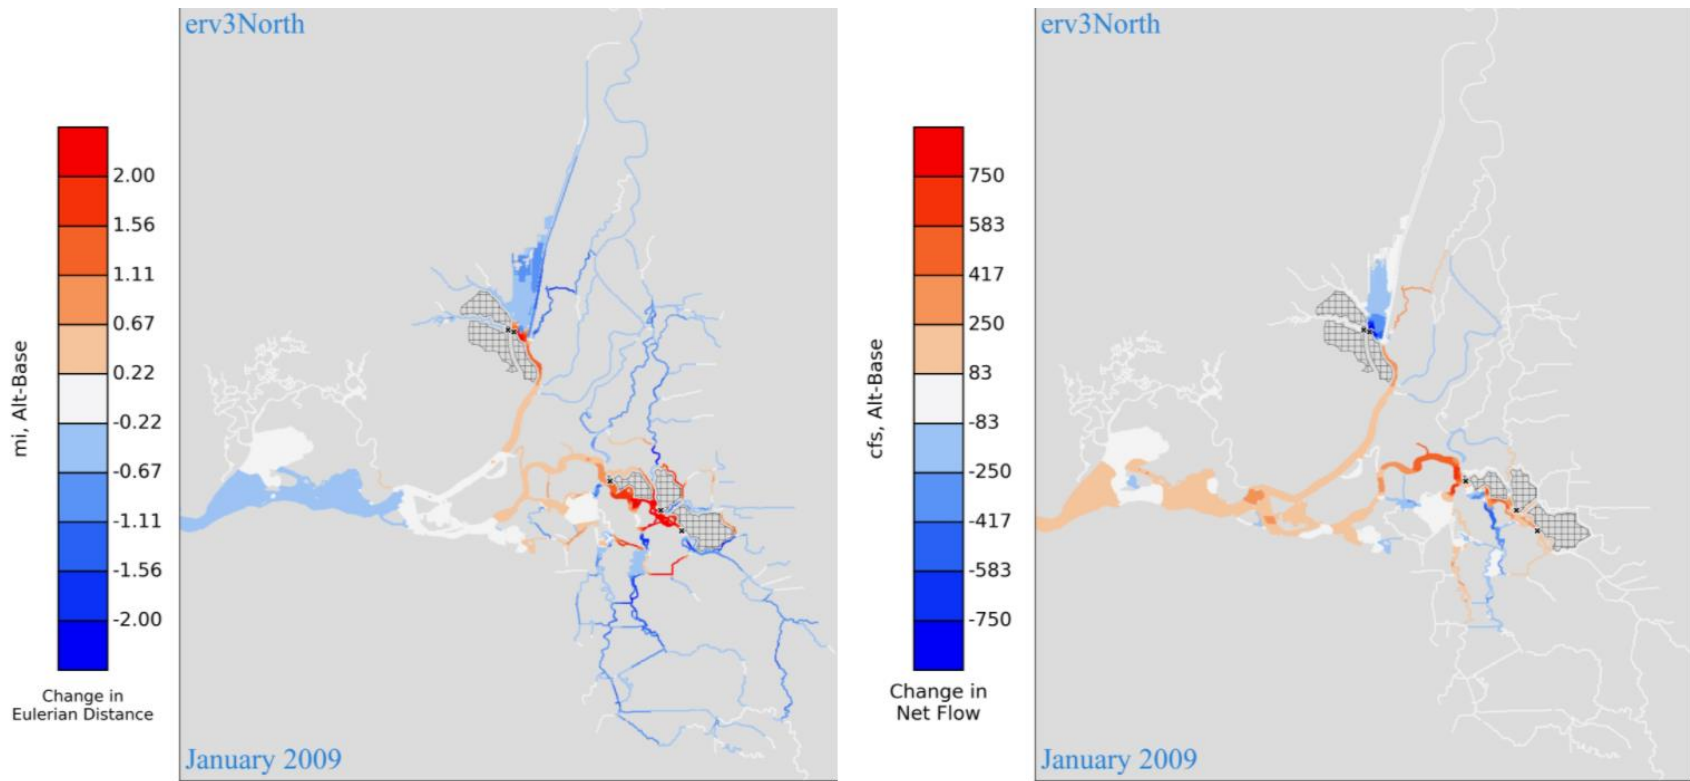 erv3North
2.00
1.56
1.11
0.67
0.22
-0.22
-0.67
-1.11
-1.56
-2.00
mi, Alt-Base
Change in
Eulerian Distance
January 2009
erv3North
750
583
417
250
83
-83
-250
-417
-583
-750
cfs, Alt-Base
Change in
Net Flow
January 2009